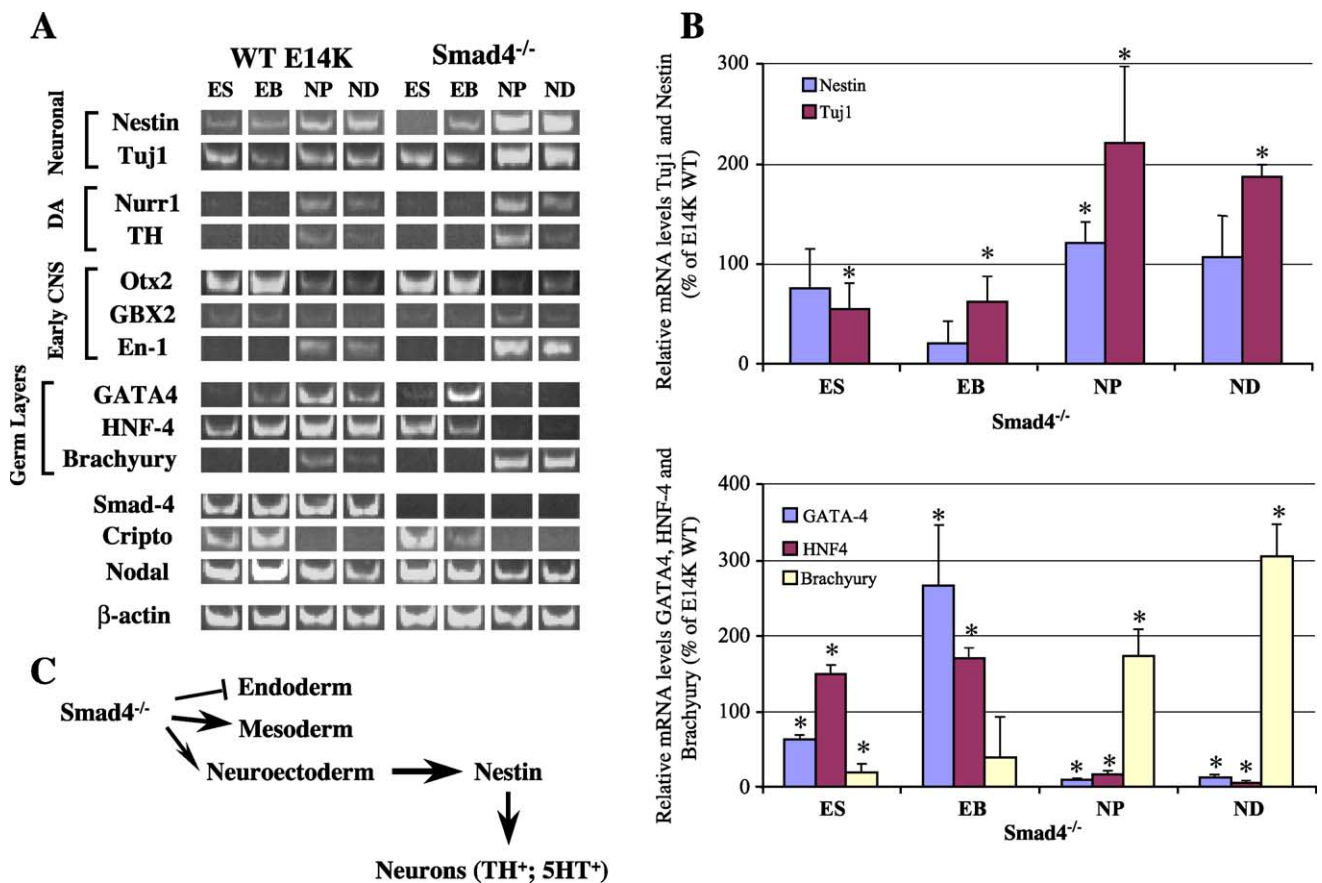 A
WT E14K Smad4-/-
ES EB NP ND ES EB NP ND
Neuronal
Nestin
Tuj1
DA
Nurr1
TH
Early CNS
Otx2
GBX2
En-1
Germ Layers
GATA4
HNF-4
Brachyury
Smad-4
Cripto
Nodal
β-actin
B
Relative mRNA levels Tuj1 and Nestin
(% of E14K WT)
300
200
100
0
Nestin
Tuj1
* * * * *
ES EB NP ND
Smad4-/-
Relative mRNA levels GATA4, HNF-4 and
Brachyury (% of E14K WT)
400
300
200
100
0
GATA-4
HNF4
Brachyury
* * * * * * * * * * *
ES EB NP ND
Smad4-/-
C
Smad4-/-
Endoderm
Mesoderm
Neuroectoderm Nestin
Neurons (TH+; 5HT+)